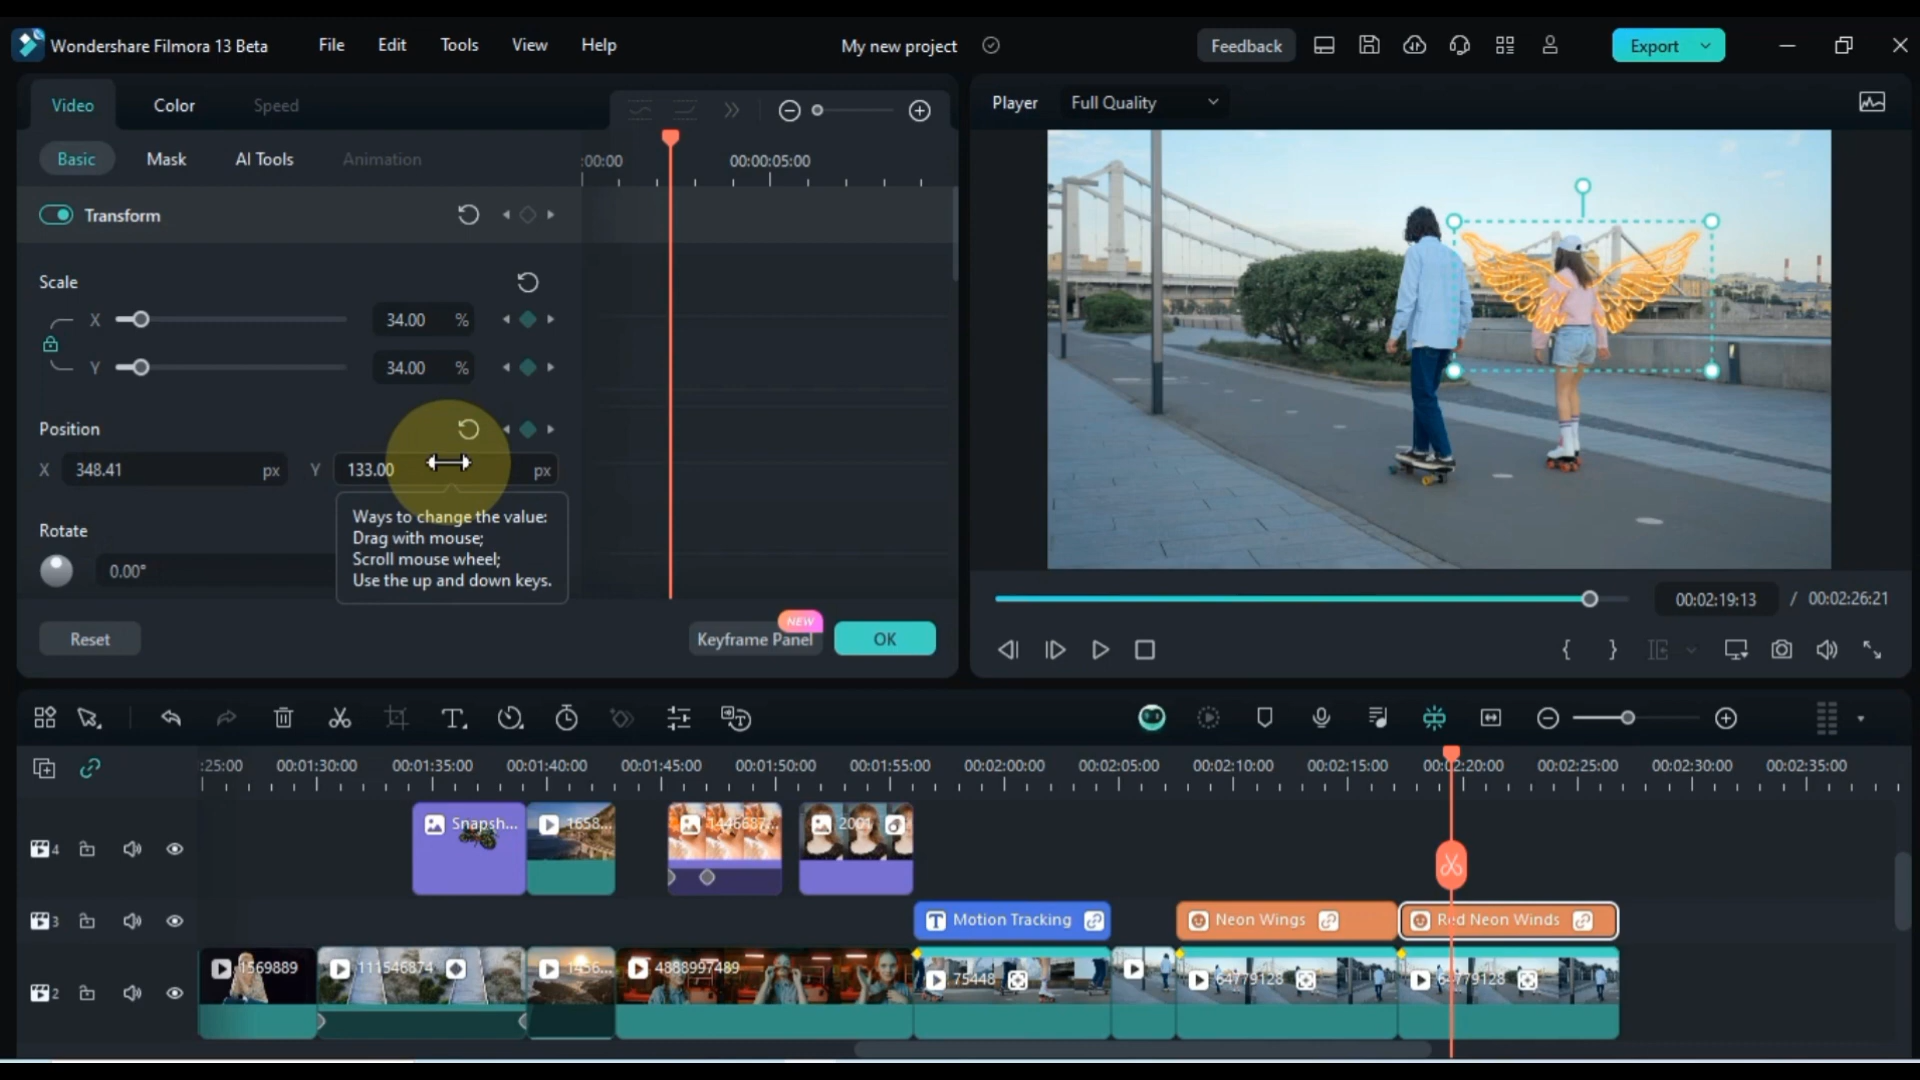 Wondershare Filmora 13 Beta
File
Edit
Tools
View
Help
My new project
Feedback
Export
Video
Color
Speed
Basic
Mask
AI Tools
Animation
:00:00
00:00:05:00
Player
Full Quality
Transform
Scale
X
34.00
%
Y
34.00
%
Position
X
348.41
px
Y
133.00
px
Ways to change the value:
Drag with mouse;
Scroll mouse wheel;
Use the up and down keys.
Rotate
0.00°
Reset
NEW
Keyframe Panel
OK
00:02:19:13
/ 00:02:26:21
:25:00
00:01:30:00
00:01:35:00
00:01:40:00
00:01:45:00
00:01:50:00
00:01:55:00
00:02:00:00
00:02:05:00
00:02:10:00
00:02:15:00
00:02:20:00
00:02:25:00
00:02:30:00
00:02:35:00
4
Snapsh...
1658...
1446687...
2001
3
Motion Tracking
Neon Wings
Red Neon Winds
2
1569889
111546874
1456...
4888997489
75448
64779128
64779128